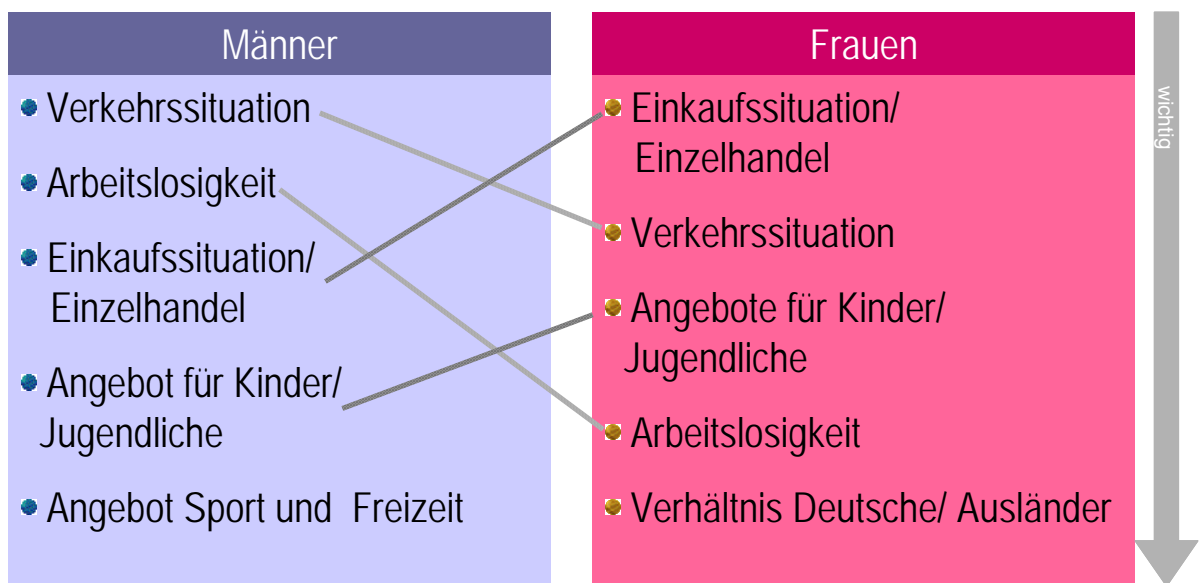 Männer
Verkehrssituation
Arbeitslosigkeit
Einkaufssituation/
Einzelhandel
Angebot für Kinder/
Jugendliche
Angebot Sport und Freizeit
Frauen
Einkaufssituation/
Einzelhandel
Verkehrssituation
Angebote für Kinder/
Jugendliche
Arbeitslosigkeit
Verhältnis Deutsche/ Ausländer
wichtig